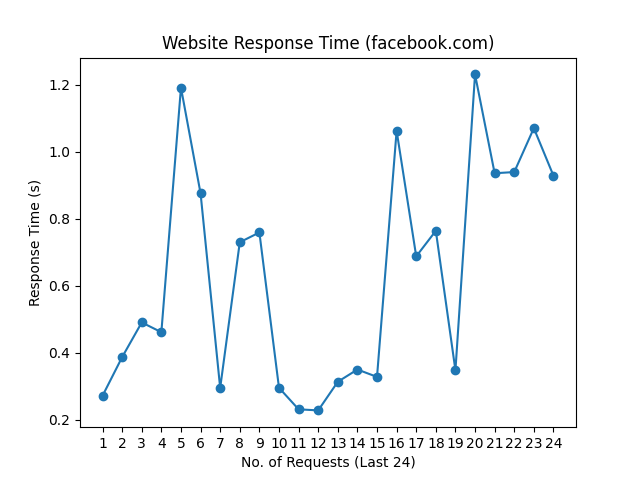 Website Response Time (facebook.com)
1.2
1.0
0.8
0.6
0.4
0.2
Response Time (s)
1 2 3 4 5 6 7 8 9 10 11 12 13 14 15 16 17 18 19 20 21 22 23 24
No. of Requests (Last 24)